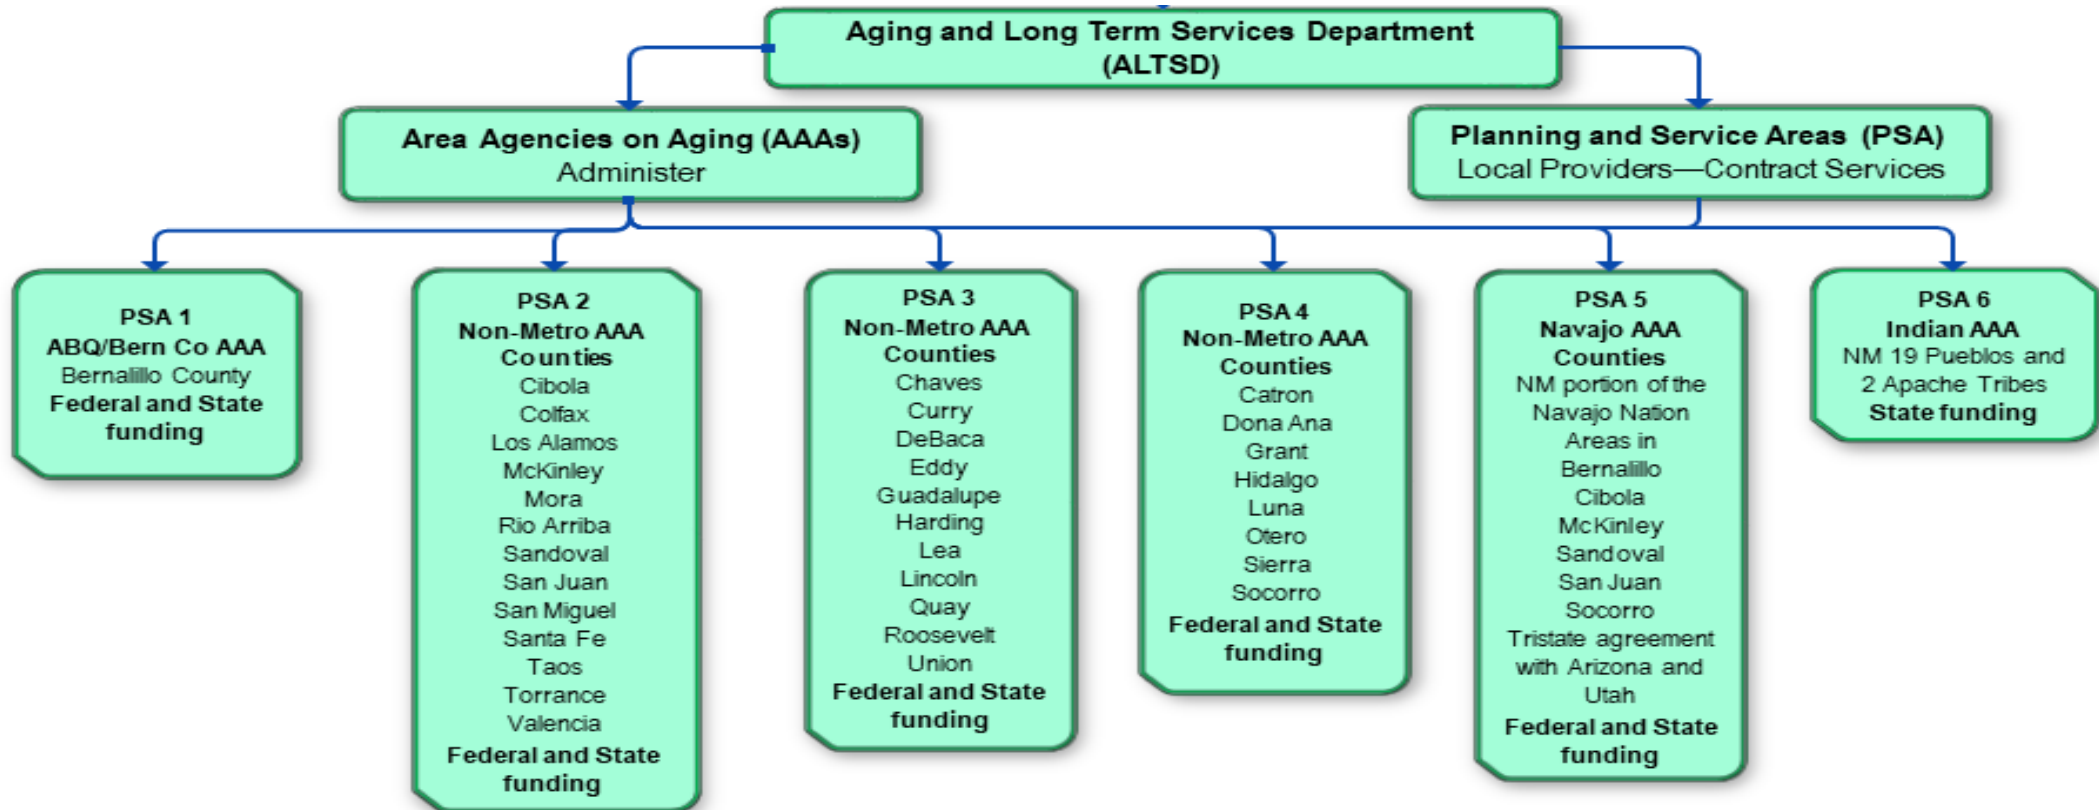 Aging and Long Term Services Department
(ALTSD)
Area Agencies on Aging (AAAs)
Administer
Planning and Service Areas (PSA)
Local Providers—Contract Services
PSA 1
ABQ/Bern Co AAA
Bernalillo County
Federal and State
funding
PSA 2
Non-Metro AAA
Counties
Cibola
Colfax
Los Alamos
McKinley
Mora
Rio Arriba
Sandoval
San Juan
San Miguel
Santa Fe
Taos
Torrance
Valencia
Federal and State
funding
PSA 3
Non-Metro AAA
Counties
Chaves
Curry
DeBaca
Eddy
Guadalupe
Harding
Lea
Lincoln
Quay
Roosevelt
Union
Federal and State
funding
PSA 4
Non-Metro AAA
Counties
Catron
Dona Ana
Grant
Hidalgo
Luna
Otero
Sierra
Socorro
Federal and State
funding
PSA 5
Navajo AAA
Counties
NM portion of the
Navajo Nation
Areas in
Bernalillo
Cibola
McKinley
Sandoval
San Juan
Socorro
Tristate agreement
with Arizona and
Utah
Federal and State
funding
PSA 6
Indian AAA
NM 19 Pueblos and
2 Apache Tribes
State funding